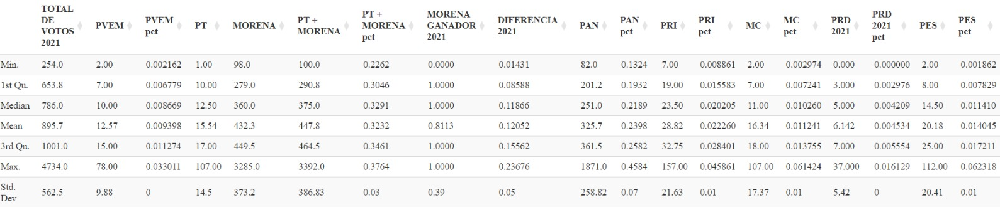 TOTAL DE VOTOS 2021 PVEM PVEM pct PT MORENA PT + MORENA PT + MORENA pct MORENA GANADOR 2021 DIFERENCIA 2021 PAN PAN pct PRI PRI pct MC MC pct PRD 2021 PRD 2021 pct PES PES pct
Min. 254.0 2.00 0.002162 1.00 98.0 100.0 0.2262 0.0000 0.01431 82.0 0.1324 7.00 0.008861 2.00 0.002974 0.000 0.000000 2.00 0.001862
1st Qu. 653.8 7.00 0.006779 10.00 279.0 290.8 0.3046 1.0000 0.08588 201.2 0.1932 19.00 0.015583 7.00 0.007241 3.000 0.002976 8.00 0.007829
Median 786.0 10.00 0.008669 12.50 360.0 375.0 0.3291 1.0000 0.11866 251.0 0.2189 23.50 0.020205 11.00 0.010260 5.000 0.004209 14.50 0.011410
Mean 895.7 12.57 0.009398 15.54 432.3 447.8 0.3232 0.8113 0.12052 325.7 0.2398 28.82 0.022260 16.34 0.011241 6.142 0.004534 20.18 0.014045
3rd Qu. 1001.0 15.00 0.011274 17.00 449.5 464.5 0.3461 1.0000 0.15562 361.5 0.2582 32.75 0.028401 18.00 0.013755 7.000 0.005554 25.00 0.017211
Max. 4734.0 78.00 0.033011 107.00 3285.0 3392.0 0.3764 1.0000 0.23676 1871.0 0.4584 157.00 0.045861 107.00 0.061424 37.000 0.016129 112.00 0.062318
Std. Dev 562.5 9.88 0 14.5 373.2 386.83 0.03 0.39 0.05 258.82 0.07 21.63 0.01 17.37 0.01 5.42 0 20.41 0.01